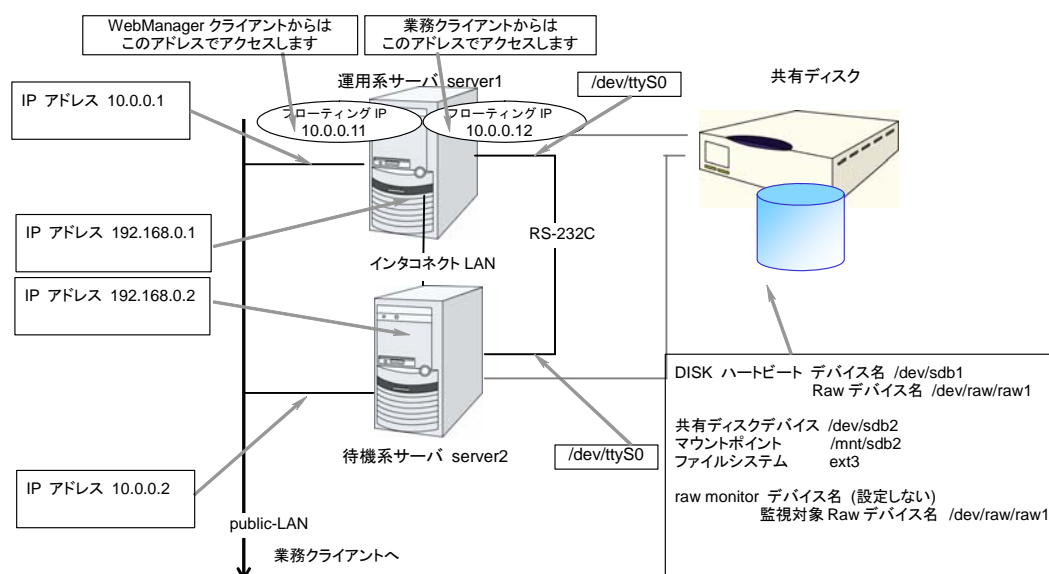 WebManager クライアントからは
このアドレスでアクセスします
業務クライアントからは
このアドレスでアクセスします
運用系サーバ server1
/dev/ttyS0
共有ディスク
IP アドレス 10.0.0.1
フローティング IP
10.0.0.11
フローティング IP
10.0.0.12
IP アドレス 192.168.0.1
RS-232C
インタコネクト LAN
IP アドレス 192.168.0.2
DISK ハートビート デバイス名 /dev/sdb1
Raw デバイス名 /dev/raw/raw1
共有ディスクデバイス /dev/sdb2
マウントポイント /mnt/sdb2
ファイルシステム ext3
raw monitor デバイス名 (設定しない)
監視対象 Raw デバイス名 /dev/raw/raw1
待機系サーバ server2
/dev/ttyS0
IP アドレス 10.0.0.2
public-LAN
業務クライアントへ